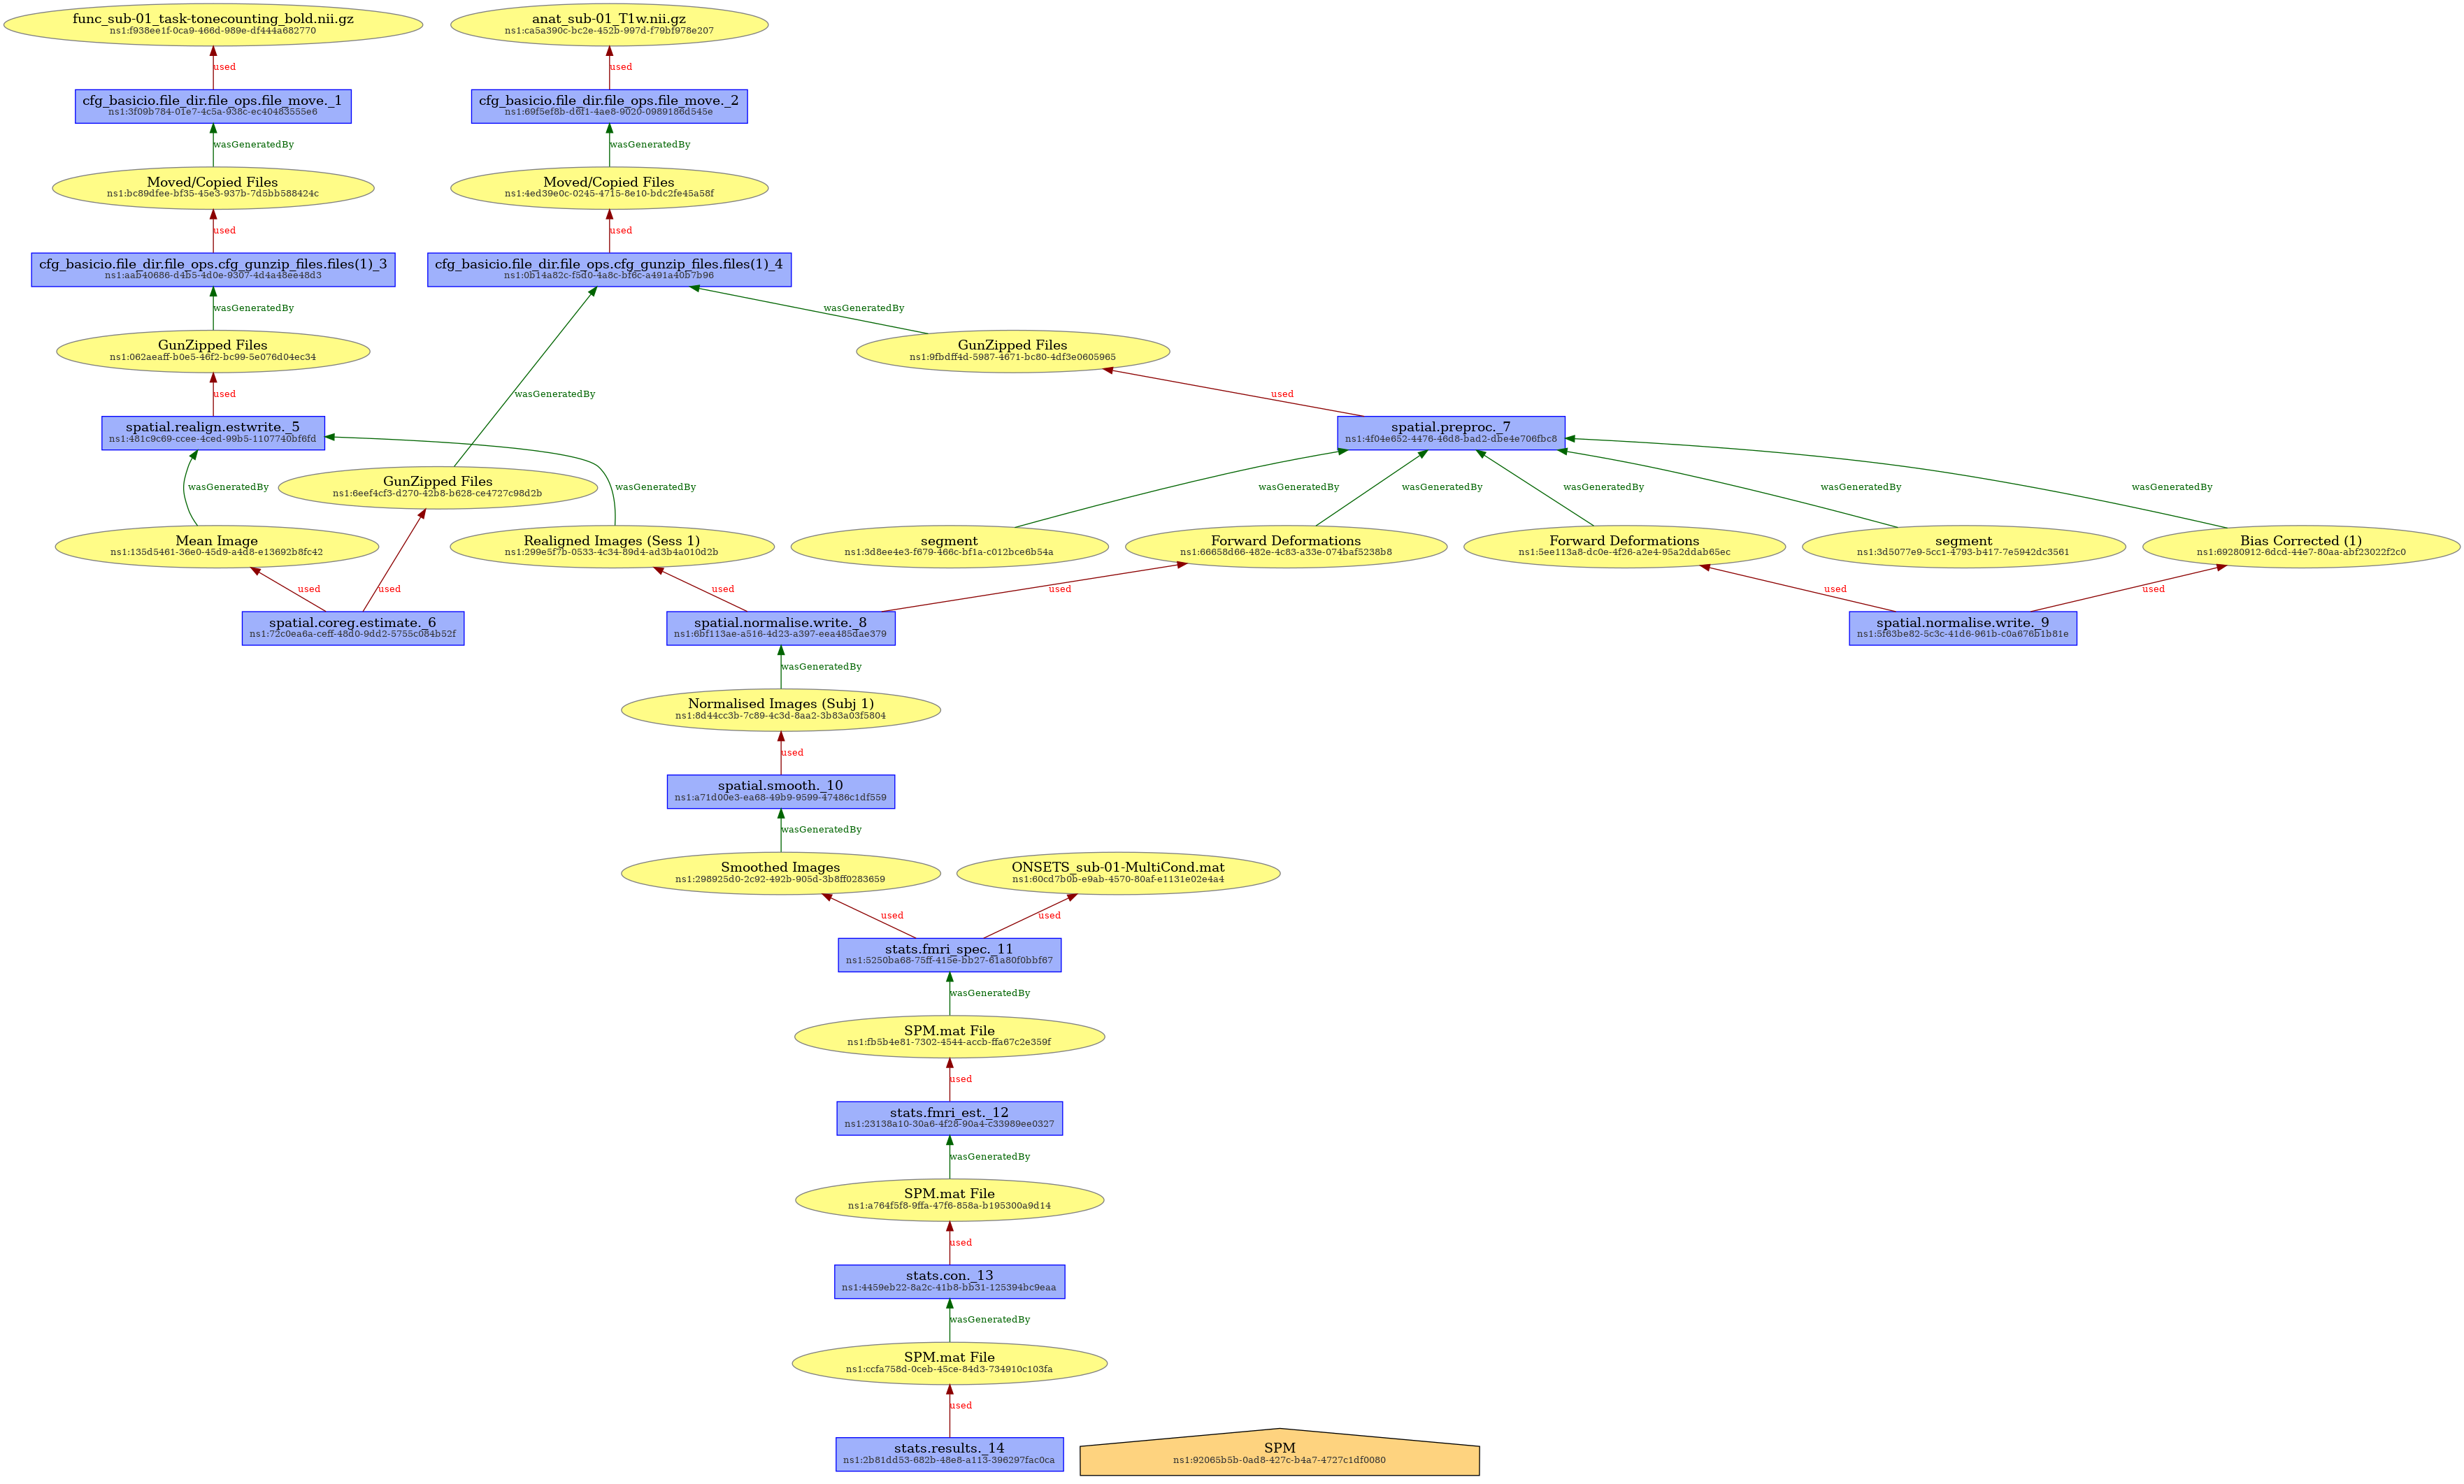 func_sub-01_task-tonecounting_bold.nii.gz
ns1:f938ee1f-0ca9-466d-989e-df444a682770
anat_sub-01_T1w.nii.gz
ns1:ca5a390c-bc2e-452b-997d-f79bf978e207
used
used
cfg_basicio.file_dir.file_ops.file_move._1
ns1:3f09b784-01e7-4c5a-938c-ec40483555e6
cfg_basicio.file_dir.file_ops.file_move._2
ns1:69f5ef8b-d6f1-4ae8-9020-0989186d545e
wasGeneratedBy
wasGeneratedBy
Moved/Copied Files
ns1:bc89dfee-bf35-45e3-937b-7d5bb588424c
Moved/Copied Files
ns1:4ed39e0c-0245-4715-8e10-bdc2fe45a58f
used
used
cfg_basicio.file_dir.file_ops.cfg_gunzip_files.files(1)_3
ns1:aab40686-d4b5-4d0e-9307-4d4a48ee48d3
cfg_basicio.file_dir.file_ops.cfg_gunzip_files.files(1)_4
ns1:0b14a82c-f5d0-4a8c-bf6c-a491a40b7b96
wasGeneratedBy
wasGeneratedBy
GunZipped Files
ns1:062aeaff-b0e5-46f2-bc99-5e076d04ec34
GunZipped Files
ns1:9fbdff4d-5987-4671-bc80-4df3e0605965
used
wasGeneratedBy
used
spatial.realign.estwrite._5
ns1:481c9c69-ccee-4ced-99b5-1107740bf6fd
spatial.preproc._7
ns1:4f04e652-4476-46d8-bad2-dbe4e706fbc8
GunZipped Files
ns1:6eef4cf3-d270-42b8-b628-ce4727c98d2b
wasGeneratedBy
wasGeneratedBy
wasGeneratedBy
wasGeneratedBy
wasGeneratedBy
wasGeneratedBy
wasGeneratedBy
Mean Image
ns1:135d5461-36e0-45d9-a4d8-e13692b8fc42
Realigned Images (Sess 1)
ns1:299e5f7b-0533-4c34-89d4-ad3b4a010d2b
segment
ns1:3d8ee4e3-f679-466c-bf1a-c012bce6b54a
Forward Deformations
ns1:66658d66-482e-4c83-a33e-074baf5238b8
Forward Deformations
ns1:5ee113a8-dc0e-4f26-a2e4-95a2ddab65ec
segment
ns1:3d5077e9-5cc1-4793-b417-7e5942dc3561
Bias Corrected (1)
ns1:69280912-6dcd-44e7-80aa-abf23022f2c0
used
used
used
used
used
used
spatial.coreg.estimate._6
ns1:72c0ea6a-ceff-48d0-9dd2-5755c084b52f
spatial.normalise.write._8
ns1:6bf113ae-a516-4d23-a397-eea485dae379
spatial.normalise.write._9
ns1:5f63be82-5c3c-41d6-961b-c0a676b1b81e
wasGeneratedBy
Normalised Images (Subj 1)
ns1:8d44cc3b-7c89-4c3d-8aa2-3b83a03f5804
used
spatial.smooth._10
ns1:a71d00e3-ea68-49b9-9599-47486c1df559
wasGeneratedBy
Smoothed Images
ns1:298925d0-2c92-492b-905d-3b8ff0283659
ONSETS_sub-01-MultiCond.mat
ns1:60cd7b0b-e9ab-4570-80af-e1131e02e4a4
used
used
stats.fmri_spec._11
ns1:5250ba68-75ff-415e-bb27-61a80f0bbf67
wasGeneratedBy
SPM.mat File
ns1:fb5b4e81-7302-4544-accb-ffa67c2e359f
used
stats.fmri_est._12
ns1:23138a10-30a6-4f28-90a4-c33989ee0327
wasGeneratedBy
SPM.mat File
ns1:a764f5f8-9ffa-47f6-858a-b195300a9d14
used
stats.con._13
ns1:4459eb22-8a2c-41b8-bb31-125394bc9eaa
wasGeneratedBy
SPM.mat File
ns1:ccfa758d-0ceb-45ce-84d3-734910c103fa
used
stats.results._14
ns1:2b81dd53-682b-48e8-a113-396297fac0ca
SPM
ns1:92065b5b-0ad8-427c-b4a7-4727c1df0080